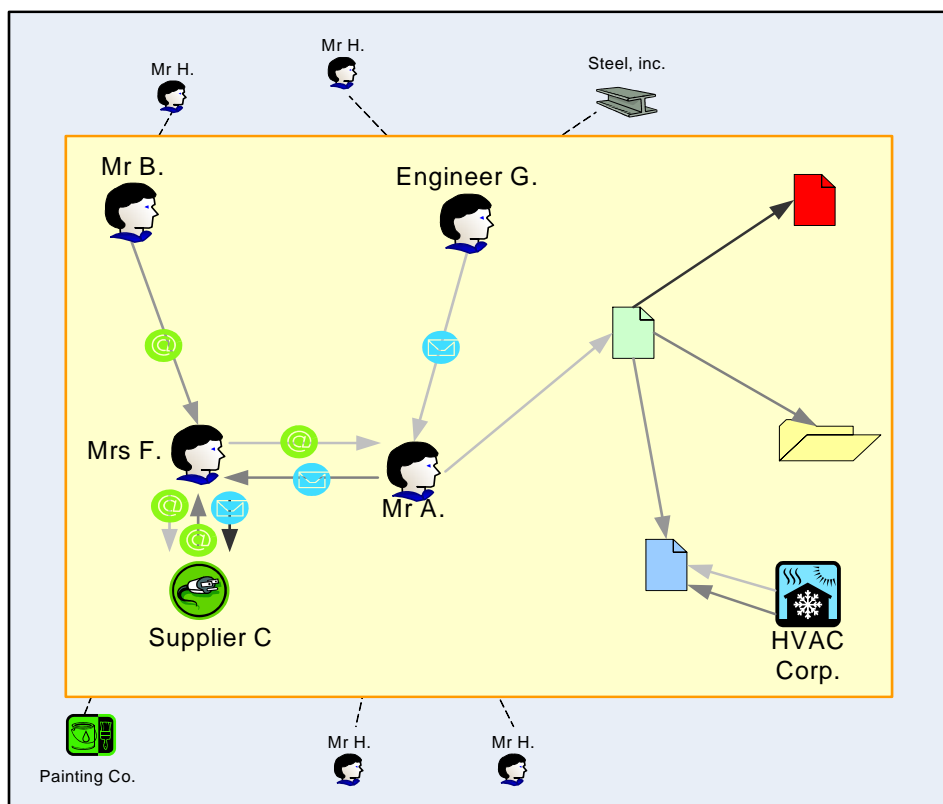 Mr H.
Mr H.
Steel, inc.
Mr B.
Engineer G.
@
Mrs F.
@
Mr A.
@
@
Supplier C
HVAC
Corp.
Painting Co.
Mr H.
Mr H.